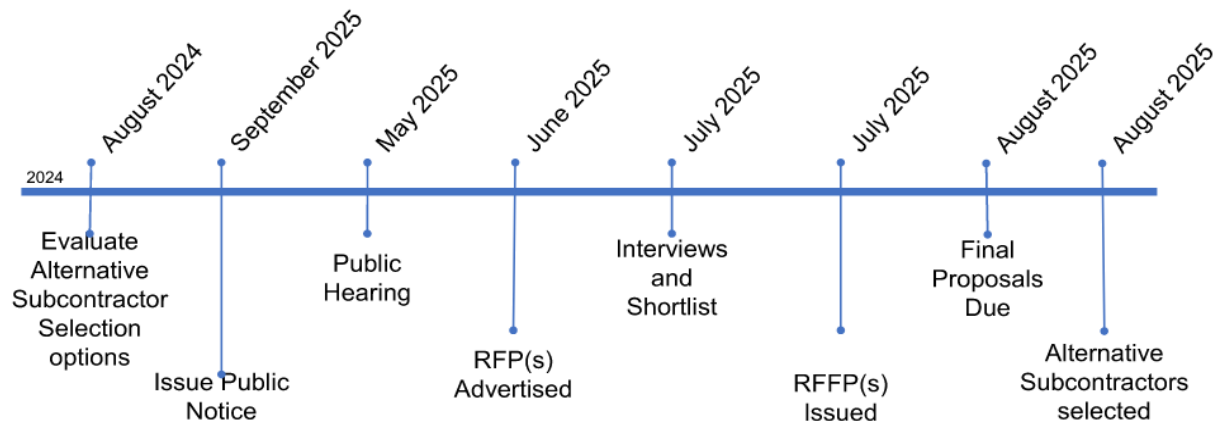 August 2024
September 2025
May 2025
June 2025
July 2025
July 2025
August 2025
August 2025
2024
Evaluate
Alternative
Subcontractor
Selection
options
Issue Public
Notice
Public
Hearing
RFP(s)
Advertised
Interviews
and
Shortlist
RFFP(s)
Issued
Final
Proposals
Due
Alternative
Subcontractors
selected